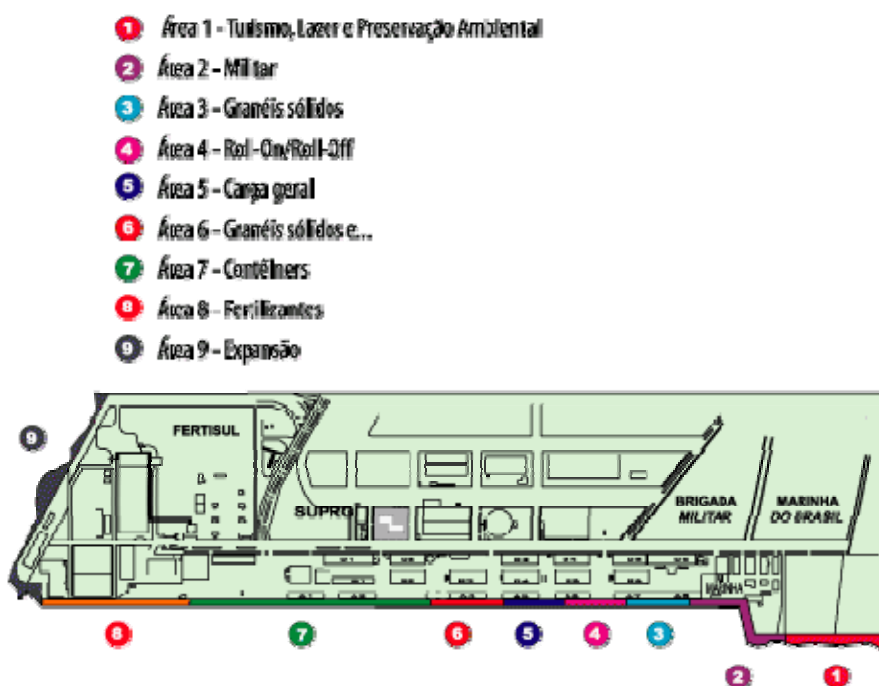 1 Área 1 - Turismo, Lazer e Preservação Ambiental
2 Área 2 - Militar
3 Área 3 - Granéis sólidos
4 Área 4 - Roll-On/Roll-Off
5 Área 5 - Carga geral
6 Área 6 - Granéis sólidos e...
7 Área 7 - Contêiners
8 Área 8 - Fertilizantes
9 Área 9 - Expansão
9
FERTISUL
SUPRG
BRIGADA
MILITAR
MARINHA
DO BRASIL
MARINHA
8
7
6
5
4
3
2
1